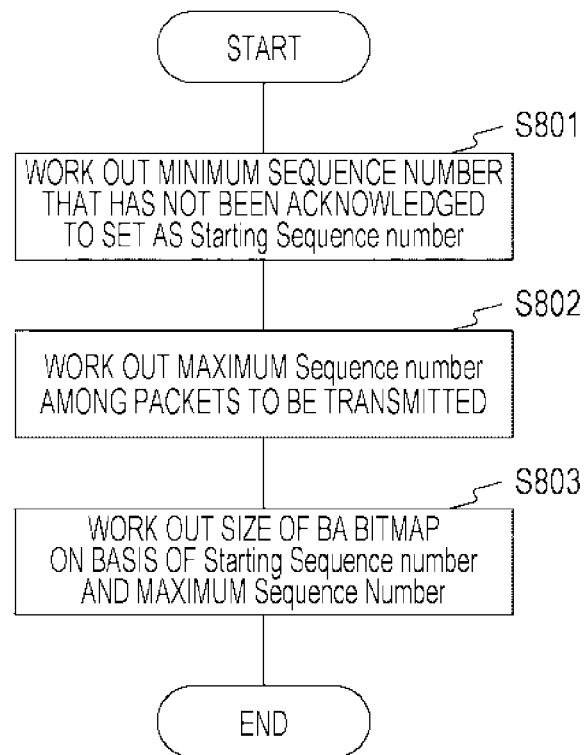 START
S801
WORK OUT MINIMUM SEQUENCE NUMBER
THAT HAS NOT BEEN ACKNOWLEDGED
TO SET AS Starting Sequence number
S802
WORK OUT MAXIMUM Sequence number
AMONG PACKETS TO BE TRANSMITTED
S803
WORK OUT SIZE OF BA BITMAP
ON BASIS OF Starting Sequence number
AND MAXIMUM Sequence Number
END